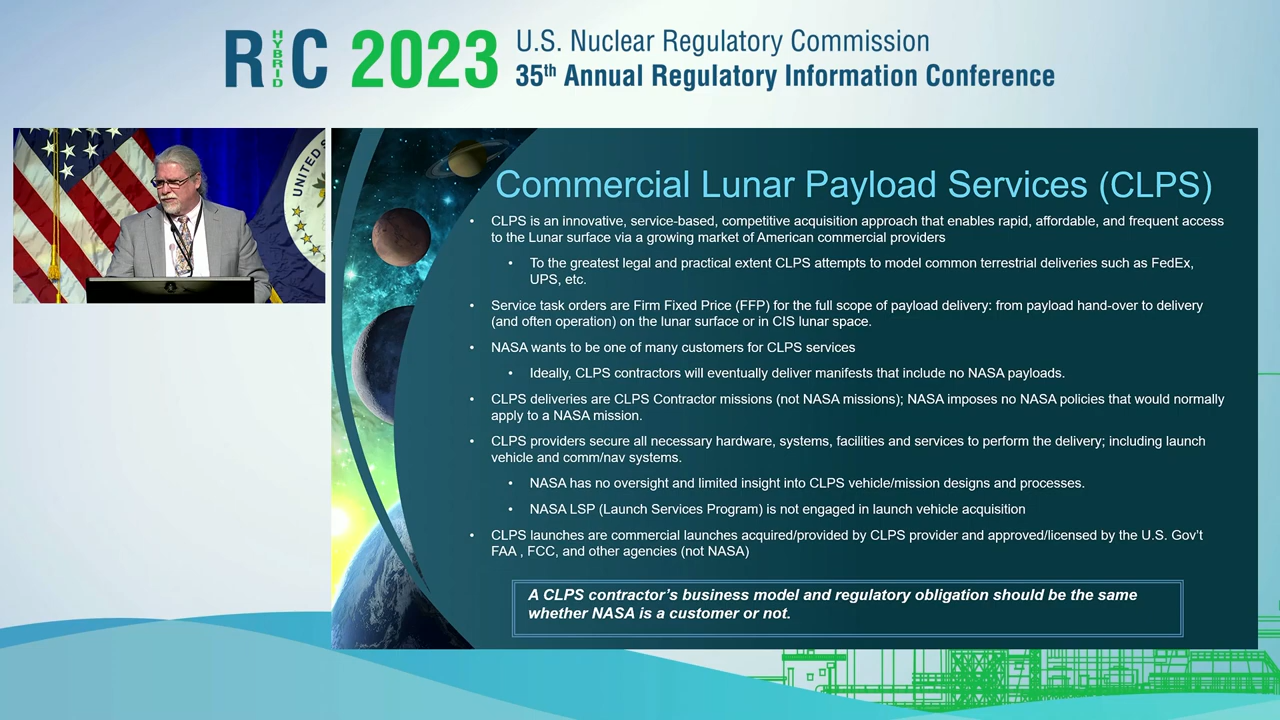 RIC 2023
HYBRID
U.S. Nuclear Regulatory Commission
35th Annual Regulatory Information Conference
UNITED
Commercial Lunar Payload Services (CLPS)
• CLPS is an innovative, service-based, competitive acquisition approach that enables rapid, affordable, and frequent access
to the Lunar surface via a growing market of American commercial providers
• To the greatest legal and practical extent CLPS attempts to model common terrestrial deliveries such as FedEx,
UPS, etc.
• Service task orders are Firm Fixed Price (FFP) for the full scope of payload delivery: from payload hand-over to delivery
(and often operation) on the lunar surface or in CIS lunar space.
• NASA wants to be one of many customers for CLPS services
• Ideally, CLPS contractors will eventually deliver manifests that include no NASA payloads.
• CLPS deliveries are CLPS Contractor missions (not NASA missions); NASA imposes no NASA policies that would normally
apply to a NASA mission.
• CLPS providers secure all necessary hardware, systems, facilities and services to perform the delivery; including launch
vehicle and comm/nav systems.
• NASA has no oversight and limited insight into CLPS vehicle/mission designs and processes.
• NASA LSP (Launch Services Program) is not engaged in launch vehicle acquisition
• CLPS launches are commercial launches acquired/provided by CLPS provider and approved/licensed by the U.S. Gov't
FAA , FCC, and other agencies (not NASA)
A CLPS contractor's business model and regulatory obligation should be the same
whether NASA is a customer or not.